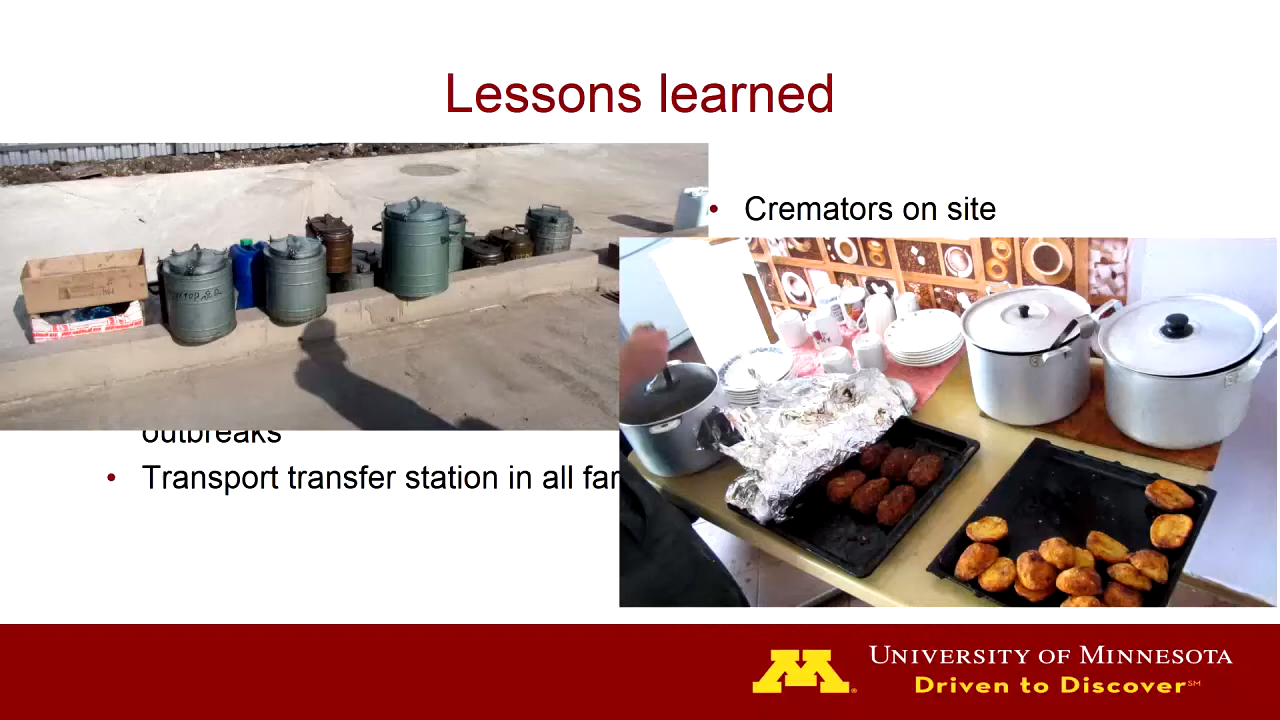 Lessons learned
outbreaks
• Transport transfer station in all far
• Cremators on site
UNIVERSITY OF MINNESOTA
Driven to Discover℠